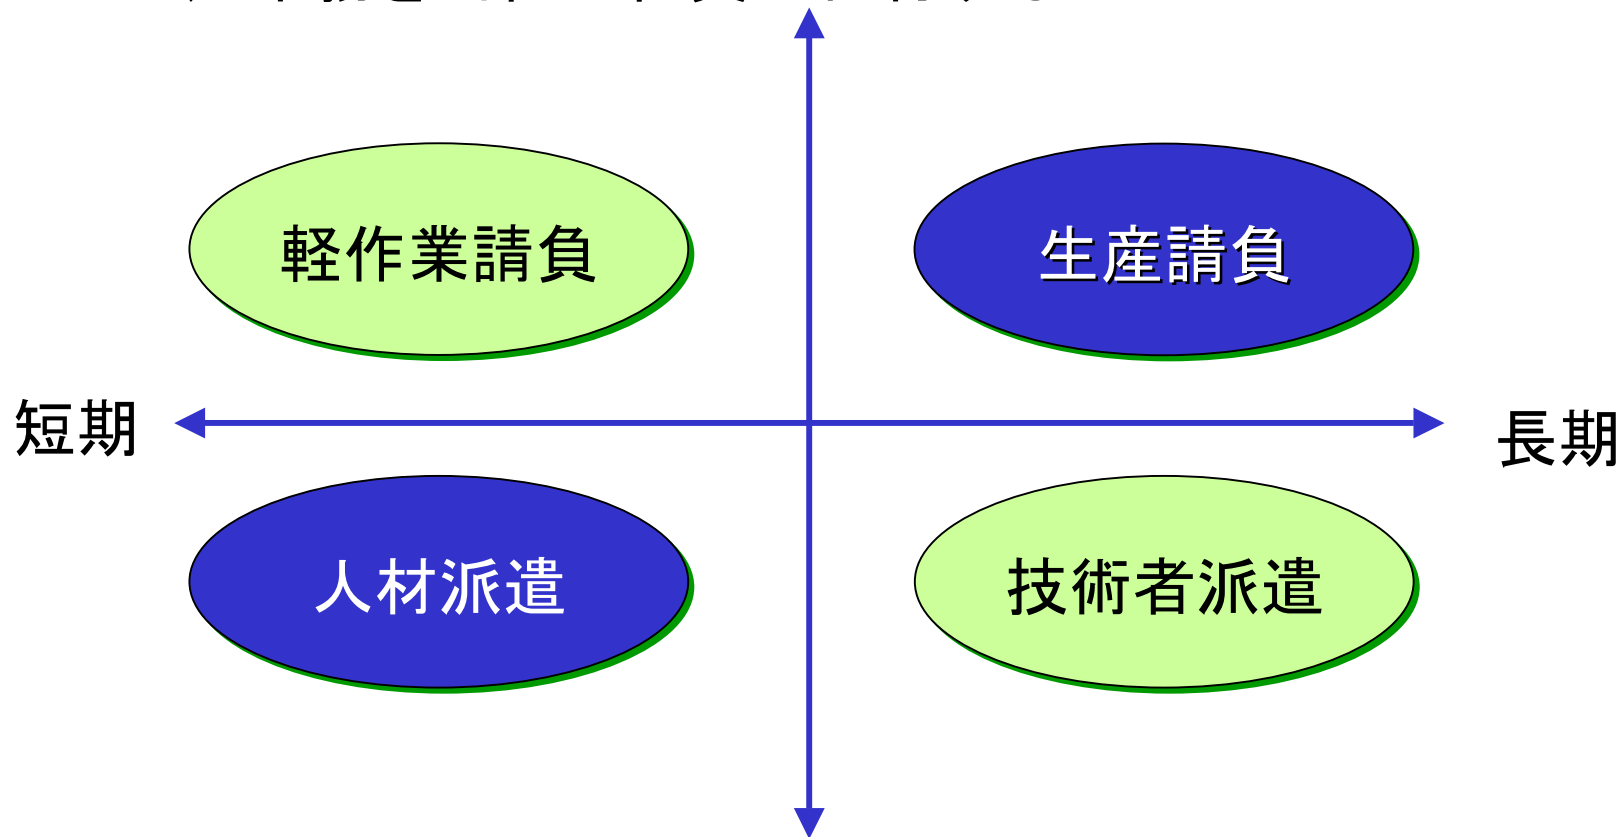 軽作業請負
生産請負
短期
長期
人材派遣
技術者派遣